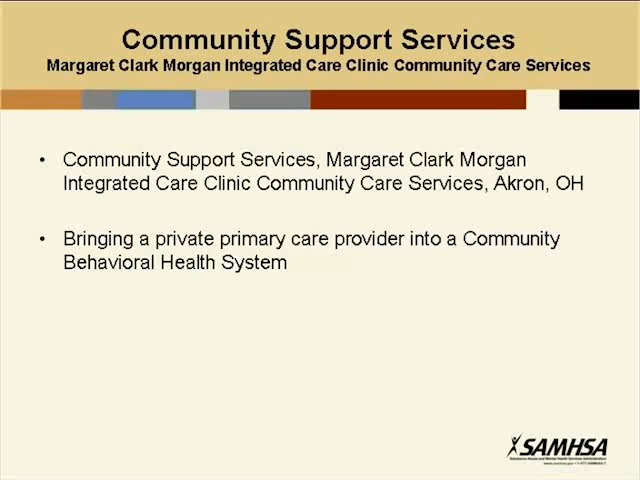 Community Support Services
Margaret Clark Morgan Integrated Care Clinic Community Care Services
• Community Support Services, Margaret Clark Morgan
Integrated Care Clinic Community Care Services, Akron, OH
• Bringing a private primary care provider into a Community
Behavioral Health System
SAMHSA